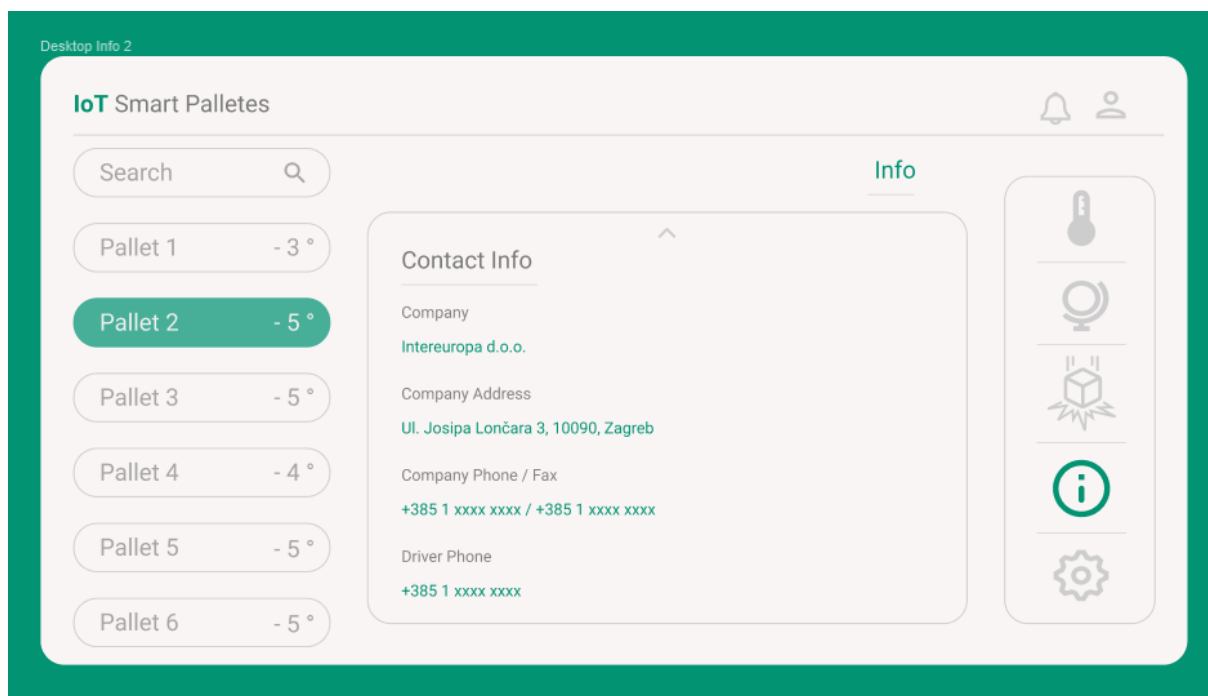 Desktop Info 2
IoT Smart Palletes
Search
Info
Pallet 1 - 3 °
Pallet 2 - 5 °
Pallet 3 - 5 °
Pallet 4 - 4 °
Pallet 5 - 5 °
Pallet 6 - 5 °
Contact Info
Company
Intereuropa d.o.o.
Company Address
Ul. Josipa Lončara 3, 10090, Zagreb
Company Phone / Fax
+385 1 xxxx xxxx / +385 1 xxxx xxxx
Driver Phone
+385 1 xxxx xxxx